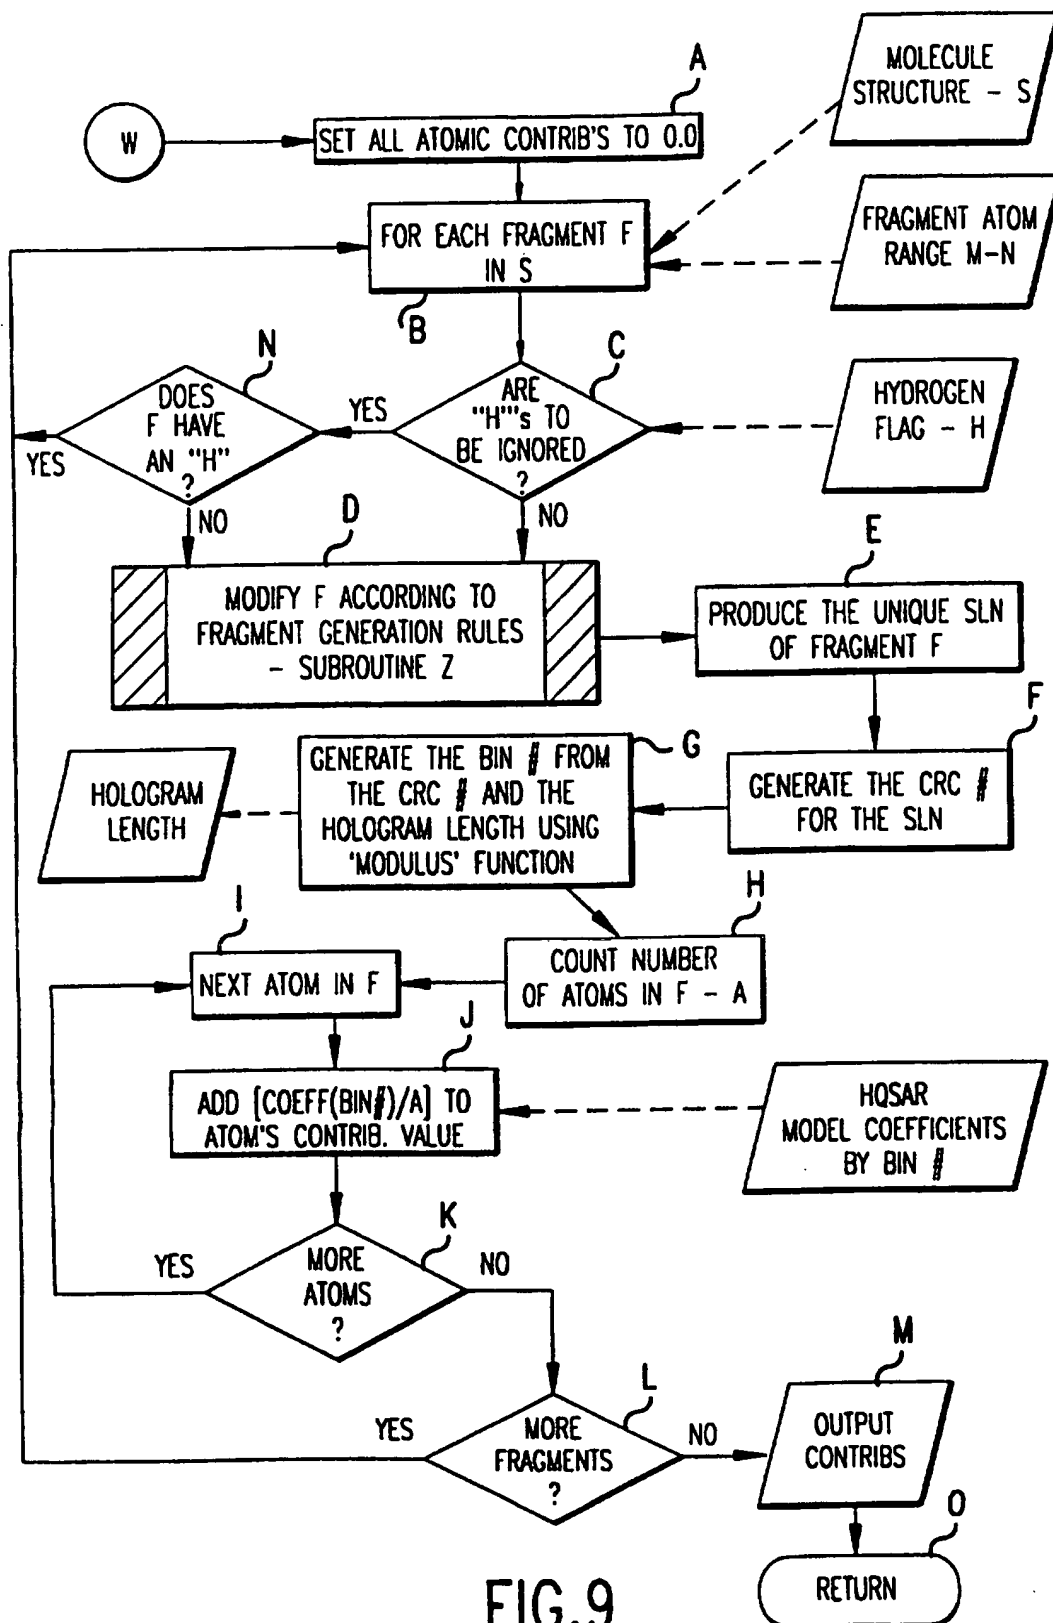 A
MOLECULE
STRUCTURE - S
W
SET ALL ATOMIC CONTRIB'S TO 0.0
FOR EACH FRAGMENT F
IN S
B
FRAGMENT ATOM
RANGE M-N
N
C
DOES
F HAVE
AN "H"
?
YES
NO
YES
ARE
"H"'s TO
BE IGNORED
?
NO
HYDROGEN
FLAG - H
D
MODIFY F ACCORDING TO
FRAGMENT GENERATION RULES
- SUBROUTINE Z
E
PRODUCE THE UNIQUE SLN
OF FRAGMENT F
F
GENERATE THE CRC #
FOR THE SLN
G
GENERATE THE BIN # FROM
THE CRC # AND THE
HOLOGRAM LENGTH USING
'MODULUS' FUNCTION
HOLOGRAM
LENGTH
H
COUNT NUMBER
OF ATOMS IN F - A
I
NEXT ATOM IN F
J
ADD [COEFF(BIN#)/A] TO
ATOM'S CONTRIB. VALUE
HQSAR
MODEL COEFFICIENTS
BY BIN #
K
YES
MORE
ATOMS
?
NO
L
YES
MORE
FRAGMENTS
?
NO
M
OUTPUT
CONTRIBS
O
RETURN
FIG.9